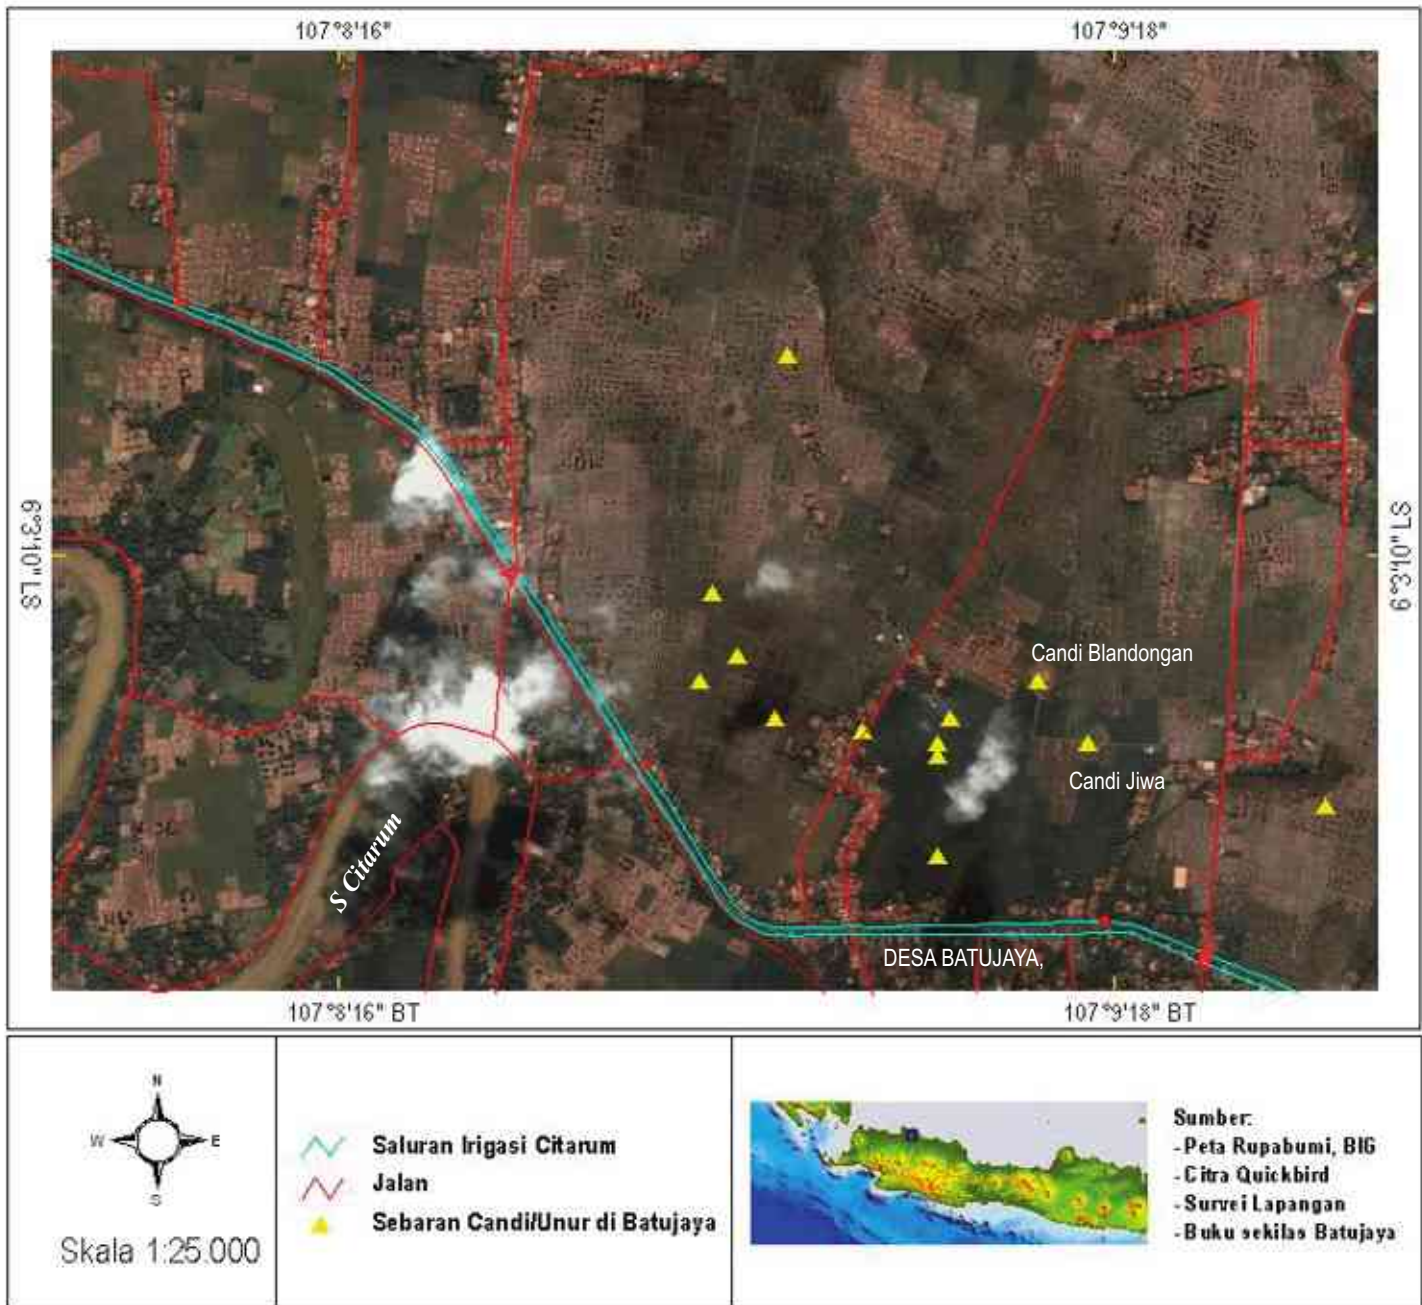 107°8'16"
107°9'18"
6°3'10" LS
6°3'10" LS
Candi Blandongan
Candi Jiwa
S Citarum
DESA BATUJAYA,
107°8'16" BT
107°9'18" BT
N
W
E
S
Skala 1:25.000
Saluran Irigasi Citarum
Jalan
Sebaran Candi/Unur di Batujaya
Sumber:
- Peta Rupabumi, BIG
- Citra Quickbird
- Survei Lapangan
- Buku sekilas Batujaya